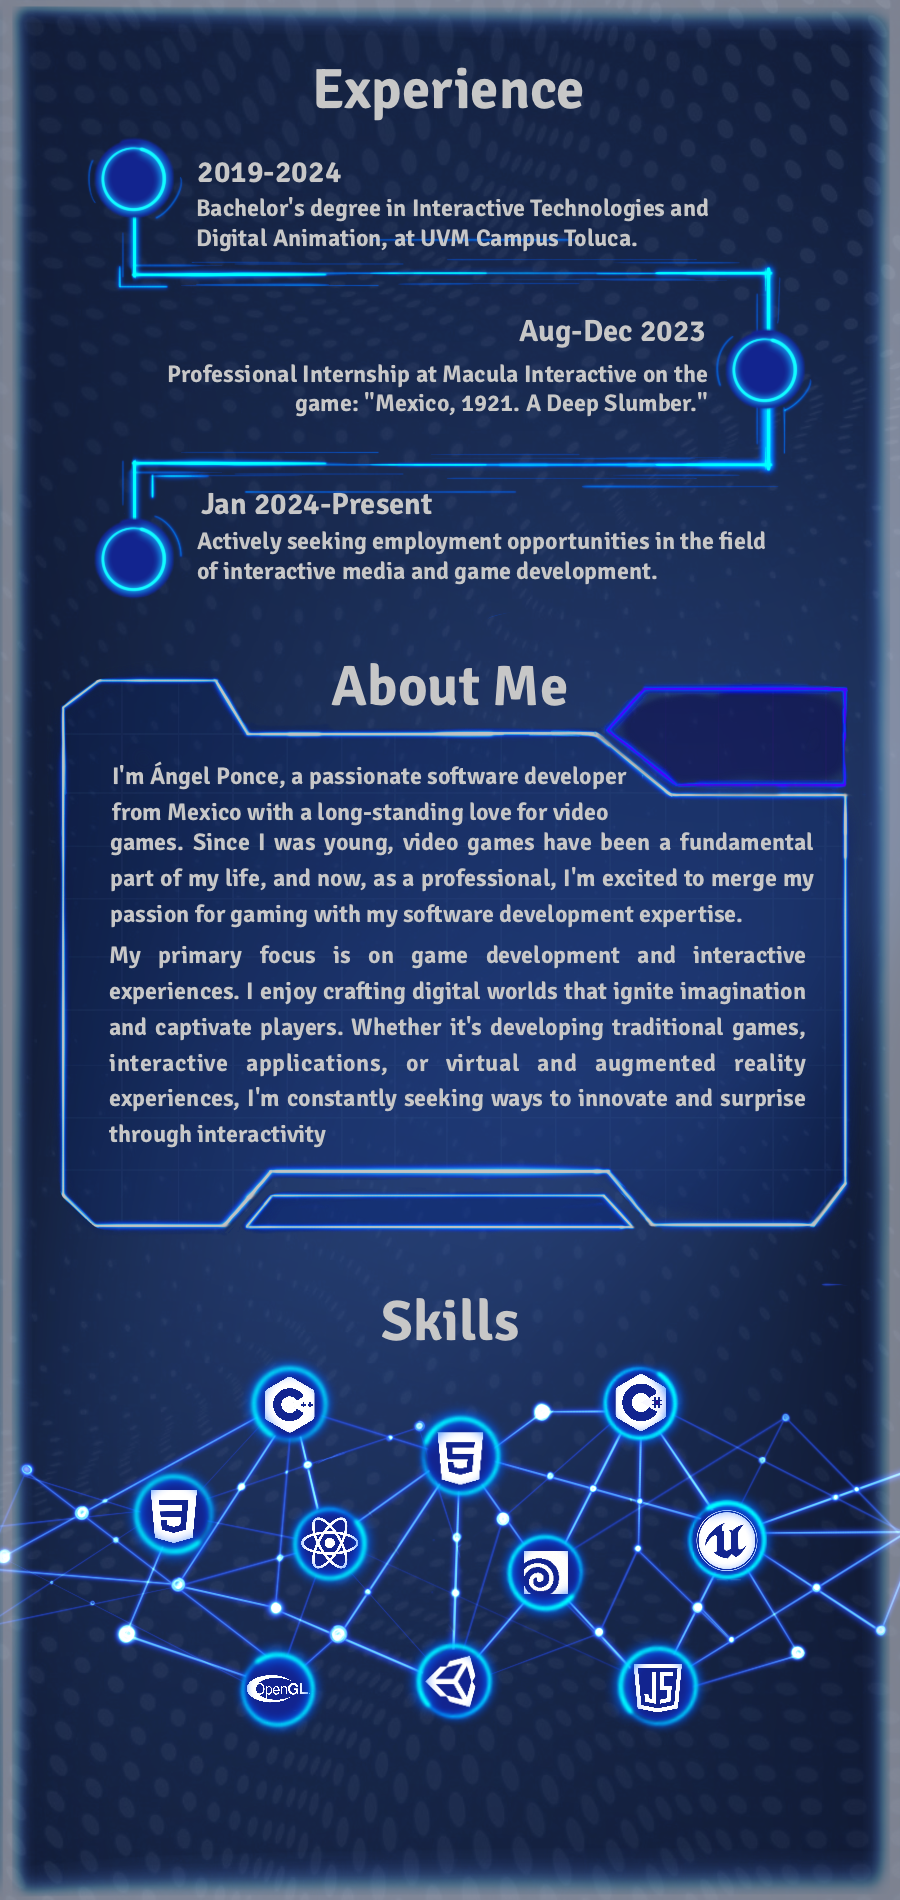 Experience
2019-2024
Bachelor's degree in Interactive Technologies and
Digital Animation, at UVM Campus Toluca.
Aug-Dec 2023
Professional Internship at Macula Interactive on the
game: "Mexico, 1921. A Deep Slumber."
Jan 2024-Present
Actively seeking employment opportunities in the field
of interactive media and game development.
About Me
I'm Ángel Ponce, a passionate software developer
from Mexico with a long-standing love for video
games. Since I was young, video games have been a fundamental
part of my life, and now, as a professional, I'm excited to merge my
passion for gaming with my software development expertise.
My primary focus is on game development and interactive
experiences. I enjoy crafting digital worlds that ignite imagination
and captivate players. Whether it's developing traditional games,
interactive applications, or virtual and augmented reality
experiences, I'm constantly seeking ways to innovate and surprise
through interactivity
Skills
C++
C#
5
3
U
OpenGL
JS